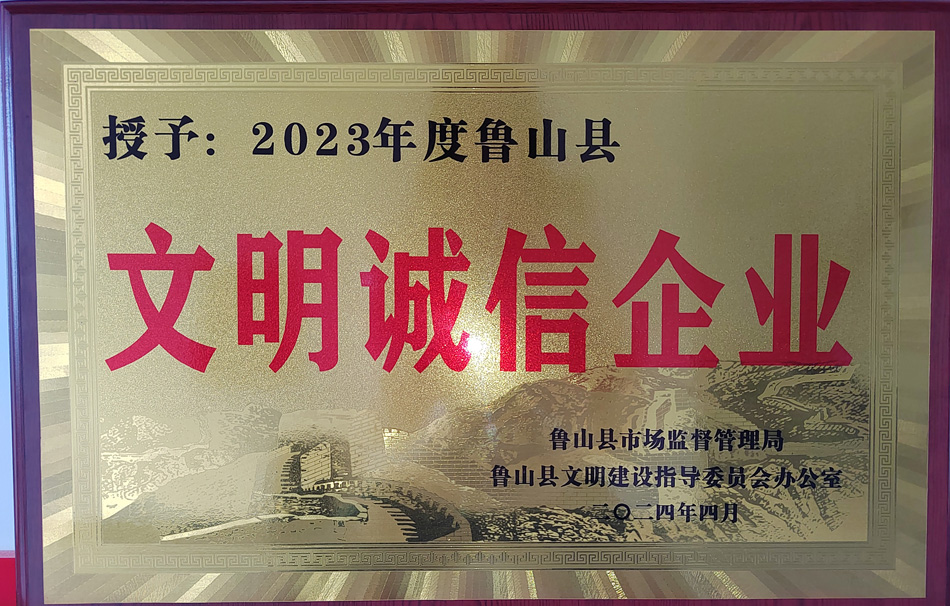 授予：2023年度鲁山县
文明诚信企业
鲁山县市场监督管理局
鲁山县文明建设指导委员会办公室
二〇二四年四月